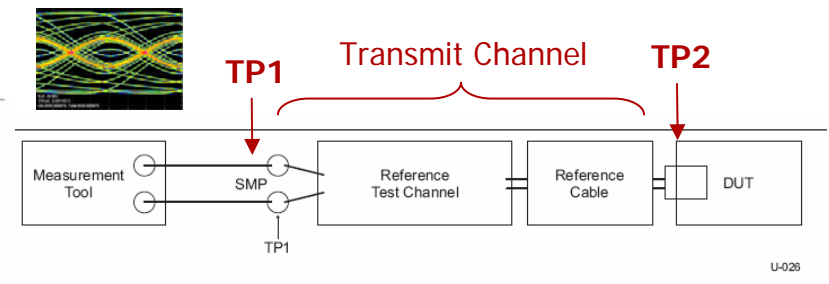 TP1
Transmit Channel
TP2
Measurement
Tool
SMP
Reference
Test Channel
Reference
Cable
DUT
TP1
U-026